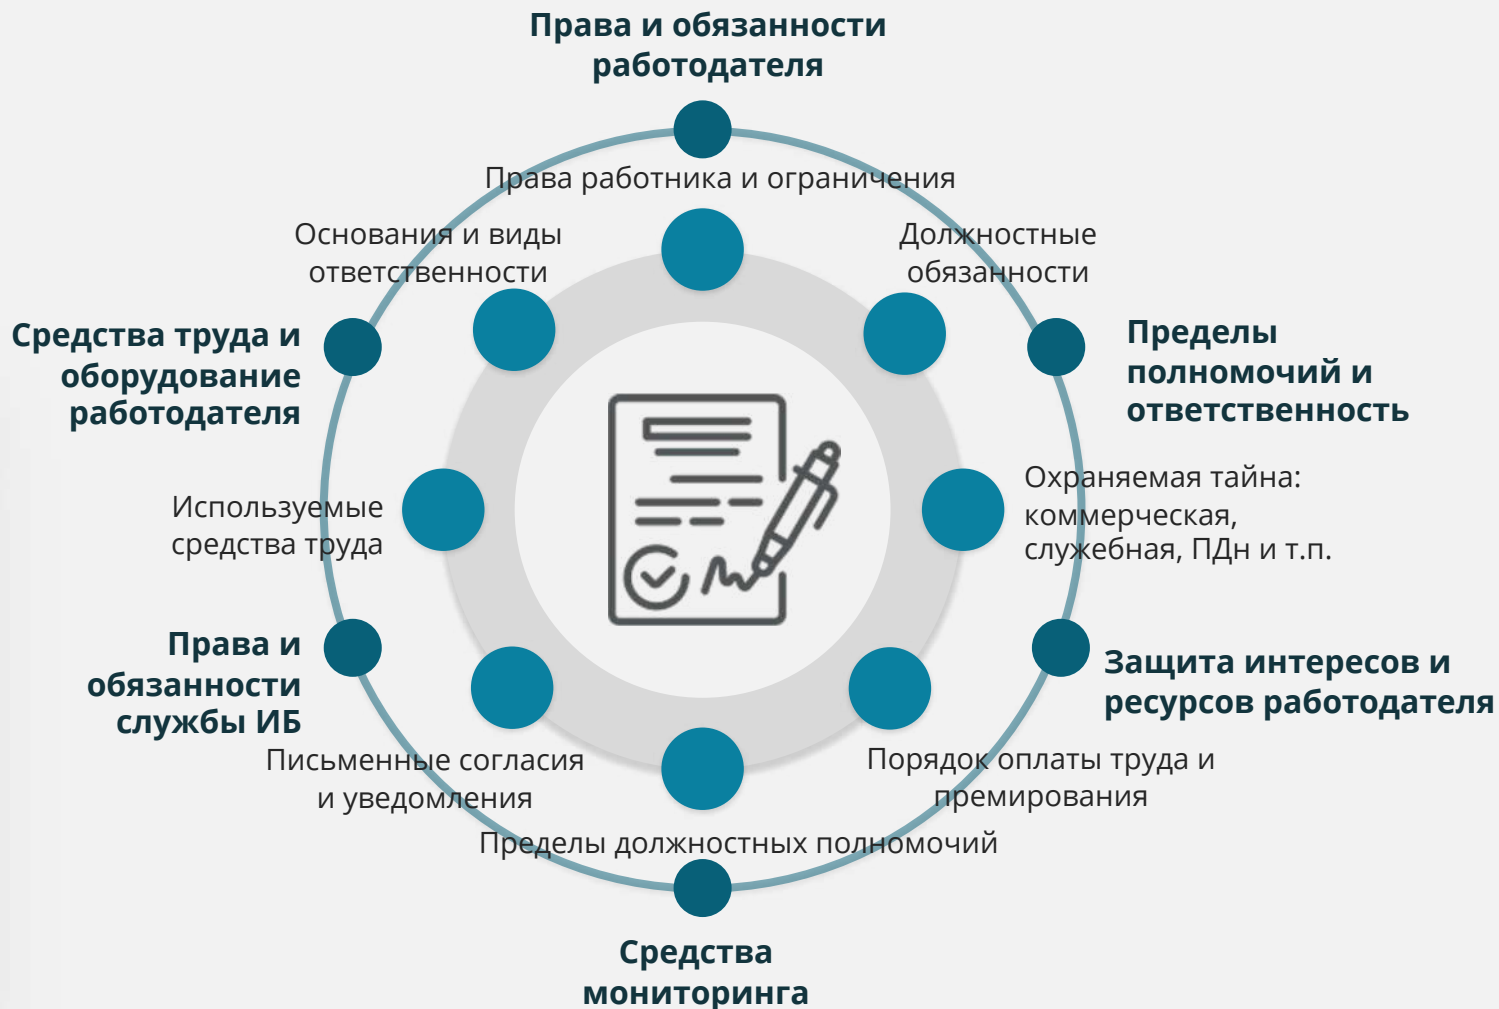 Права и обязанности
работодателя
Права работника и ограничения
Основания и виды
ответственности
Должностные
обязанности
Средства труда и
оборудование
работодателя
Пределы
полномочий и
ответственность
Используемые
средства труда
Охраняемая тайна:
коммерческая,
служебная, ПДн и т.п.
Права и
обязанности
службы ИБ
Защита интересов и
ресурсов работодателя
Письменные согласия
и уведомления
Порядок оплаты труда и
премирования
Пределы должностных полномочий
Средства
мониторинга